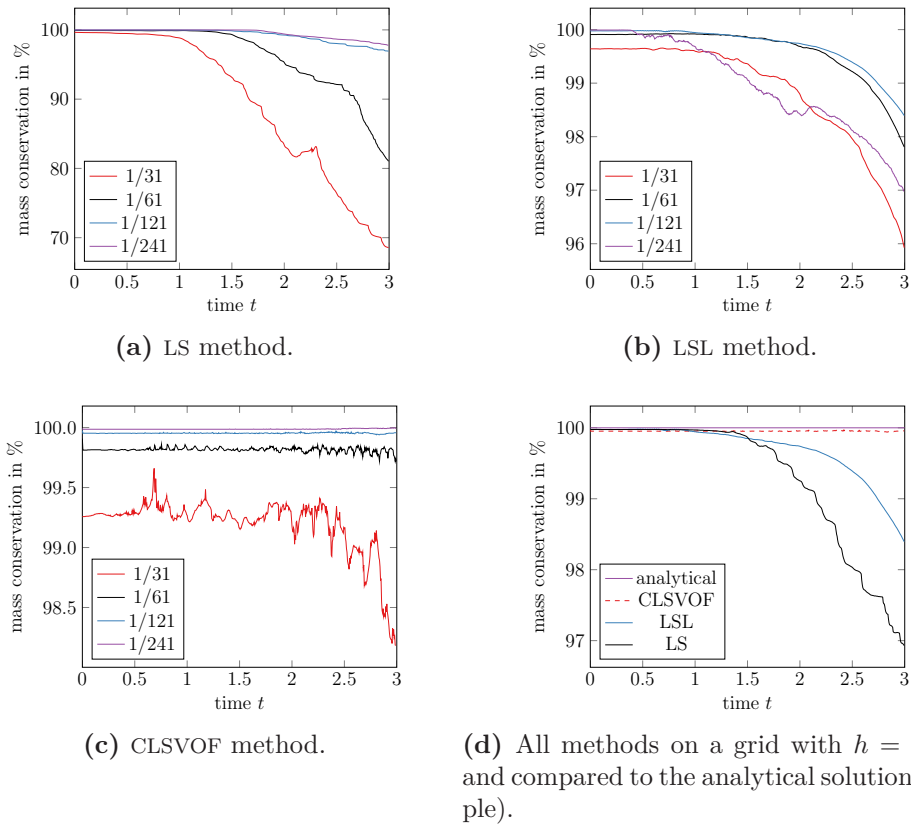 mass conservation in %
100
90
80
70
1/31
1/61
1/121
1/241
0 0.5 1 1.5 2 2.5 3
time t
(a) LS method.
mass conservation in %
100
99
98
97
96
1/31
1/61
1/121
1/241
0 0.5 1 1.5 2 2.5 3
time t
(b) LSL method.
mass conservation in %
100.0
99.5
99.0
98.5
1/31
1/61
1/121
1/241
0 0.5 1 1.5 2 2.5 3
time t
(c) CLSVOF method.
mass conservation in %
100
99
98
97
analytical
CLSVOF
LSL
LS
0 0.5 1 1.5 2 2.5 3
time t
(d) All methods on a grid with h =
and compared to the analytical solution
ple).